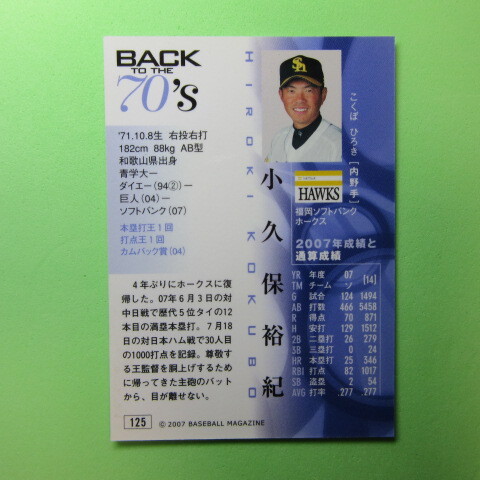 BACK
TO THE
70's
'71.10.8生 右投右打
182cm 88kg AB型
和歌山県出身
青学大―
ダイエー(94②)―
巨人(04)―
ソフトバンク(07)
本塁打王1回
打点王1回
カムバック賞(04)
4年ぶりにホークスに復
帰した。07年6月3日の対
中日戦で歴代5位タイの12
本目の満塁本塁打。7月18
日の対日本ハム戦で30人目
の1000打点を記録。尊敬す
る王監督を胴上げするため
に帰ってきた主砲のバット
から、目が離せない。
125
© 2007 BASEBALL MAGAZINE
HIROKI KOKUBO
小久保裕紀
SH
こくぼ ひろき [内野手]
HAWKS
福岡ソフトバンク
ホークス
2007年成績と
通算成績
YR 年度 07 [14]
TM チーム ソ
G 試合 124 1494
AB 打数 466 5458
R 得点 70 871
H 安打 129 1512
2B 二塁打 26 279
3B 三塁打 0 24
HR 本塁打 25 346
RBI 打点 82 1017
SB 盗塁 2 54
AVG 打率 .277 .277